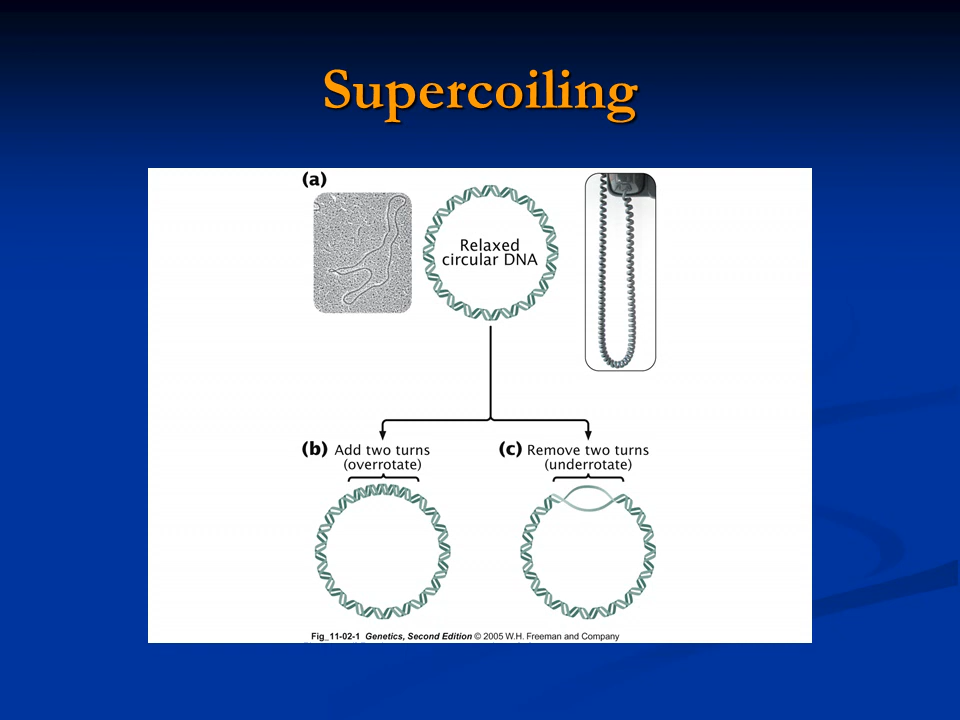 Supercoiling
(a)
Relaxed
circular DNA
(b) Add two turns
(overrotate)
(c) Remove two turns
(underrotate)
Fig_11-02-1 Genetics, Second Edition © 2005 W.H. Freeman and Company